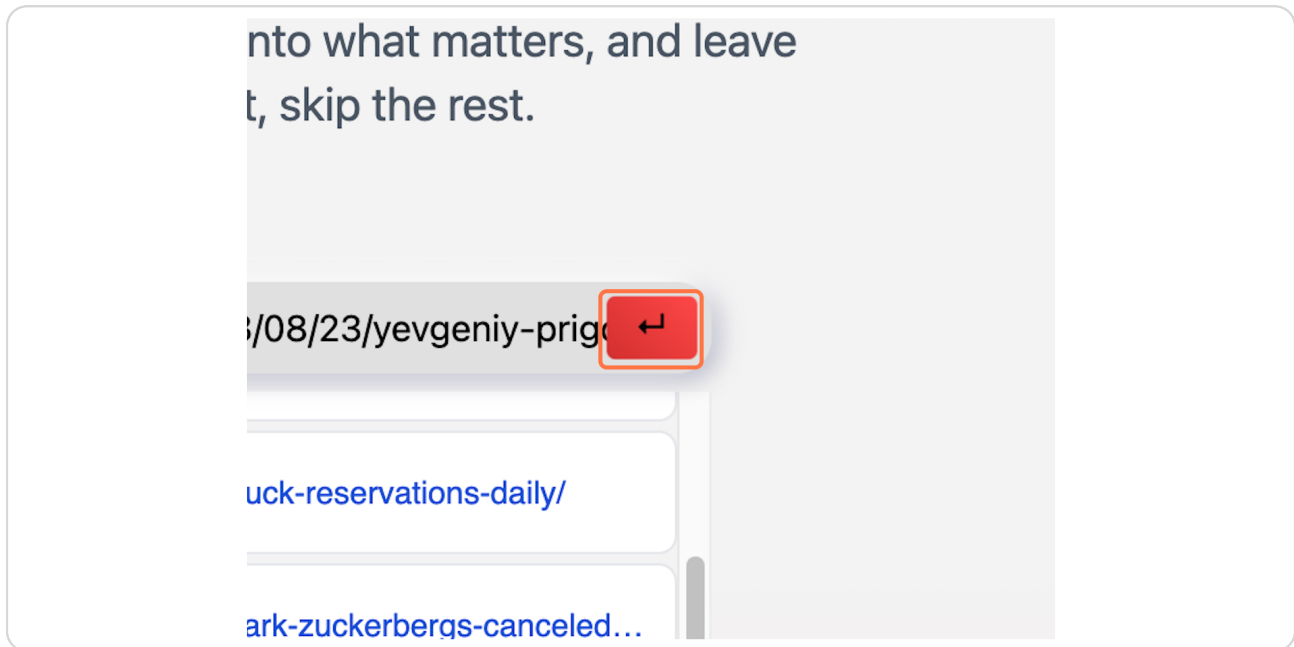 nto what matters, and leave
t, skip the rest.
/08/23/yevgeniy-prig
uck-reservations-daily/
ark-zuckerbergs-canceled…